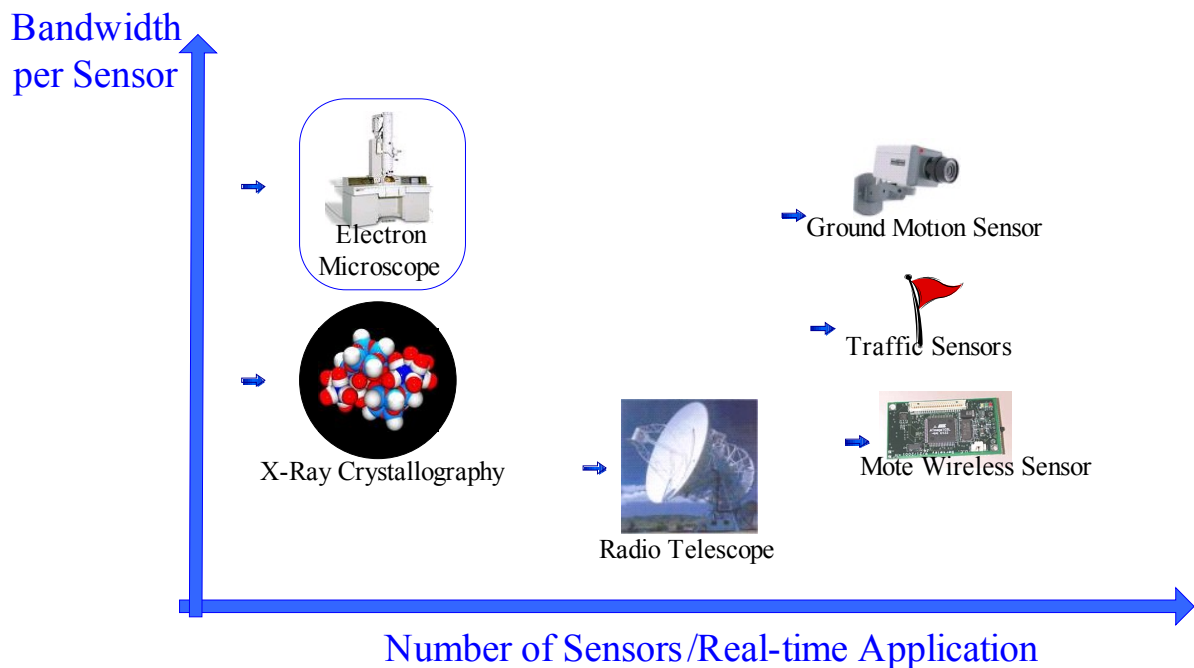 Bandwidth
per Sensor
Electron
Microscope
Ground Motion Sensor
Traffic Sensors
X-Ray Crystallography
Mote Wireless Sensor
Radio Telescope
Number of Sensors/Real-time Application